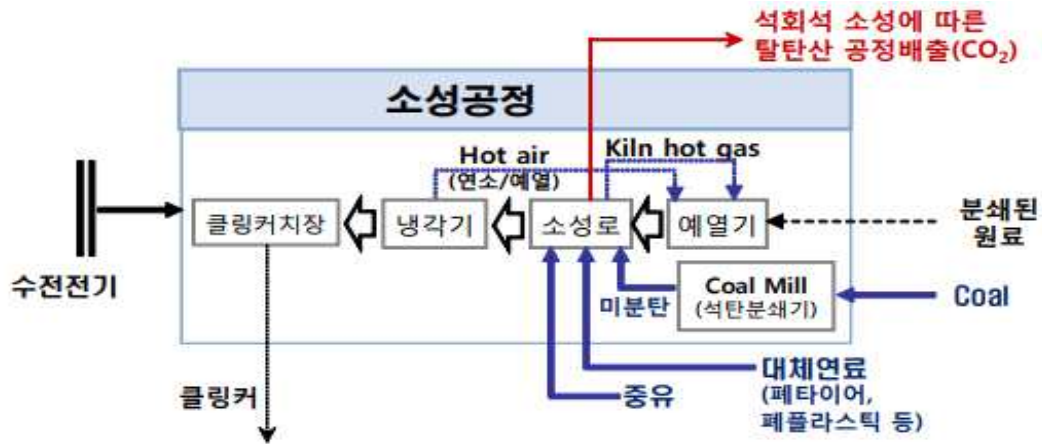 석회석 소성에 따른
탈탄산 공정배출(CO₂)
소성공정
Hot air
(연소/예열)
Kiln hot gas
클링커치장
냉각기
소성로
예열기
분쇄된
원료
수전전기
미분탄
Coal Mill
(석탄분쇄기)
Coal
클링커
중유
대체연료
(폐타이어,
폐플라스틱 등)